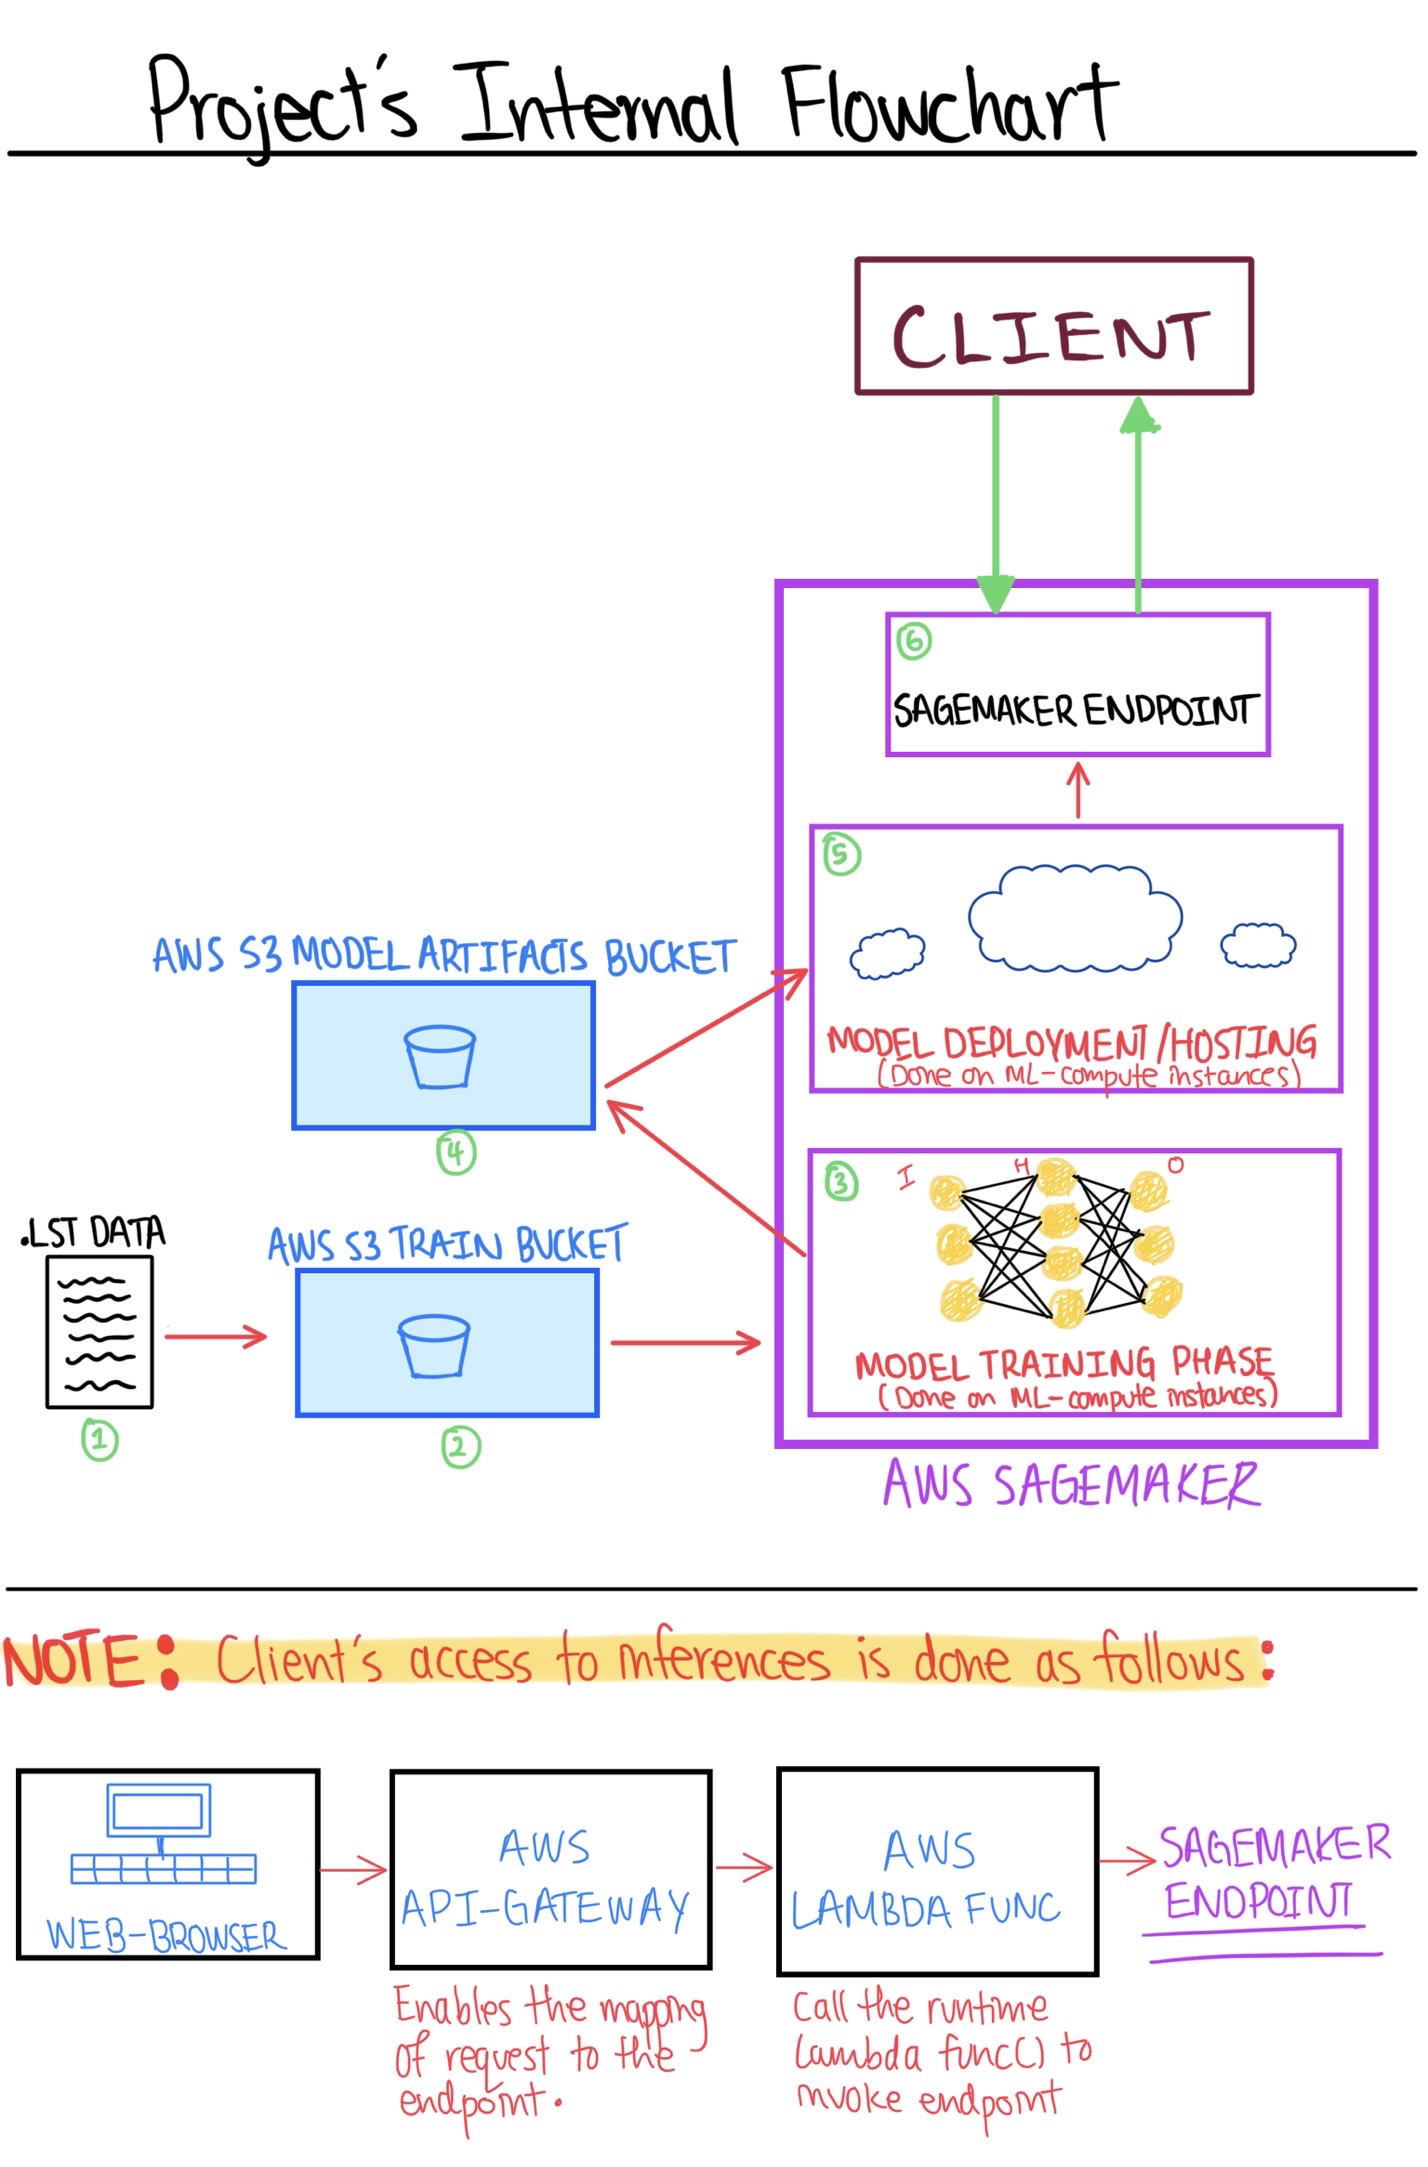 Project's Internal Flowchart
CLIENT
6
SAGEMAKER ENDPOINT
5
MODEL DEPLOYMENT/HOSTING
(Done on ML-compute instances)
AWS S3 MODEL ARTIFACTS BUCKET
4
3
I H O
MODEL TRAINING PHASE
(Done on ML-compute instances)
.LST DATA
1
AWS S3 TRAIN BUCKET
2
AWS SAGEMAKER
NOTE: Client's access to inferences is done as follows:
WEB-BROWSER
AWS
API-GATEWAY
Enables the mapping
of request to the
endpoint.
AWS
LAMBDA FUNC
Call the runtime
lambda func() to
invoke endpoint
SAGEMAKER
ENDPOINT